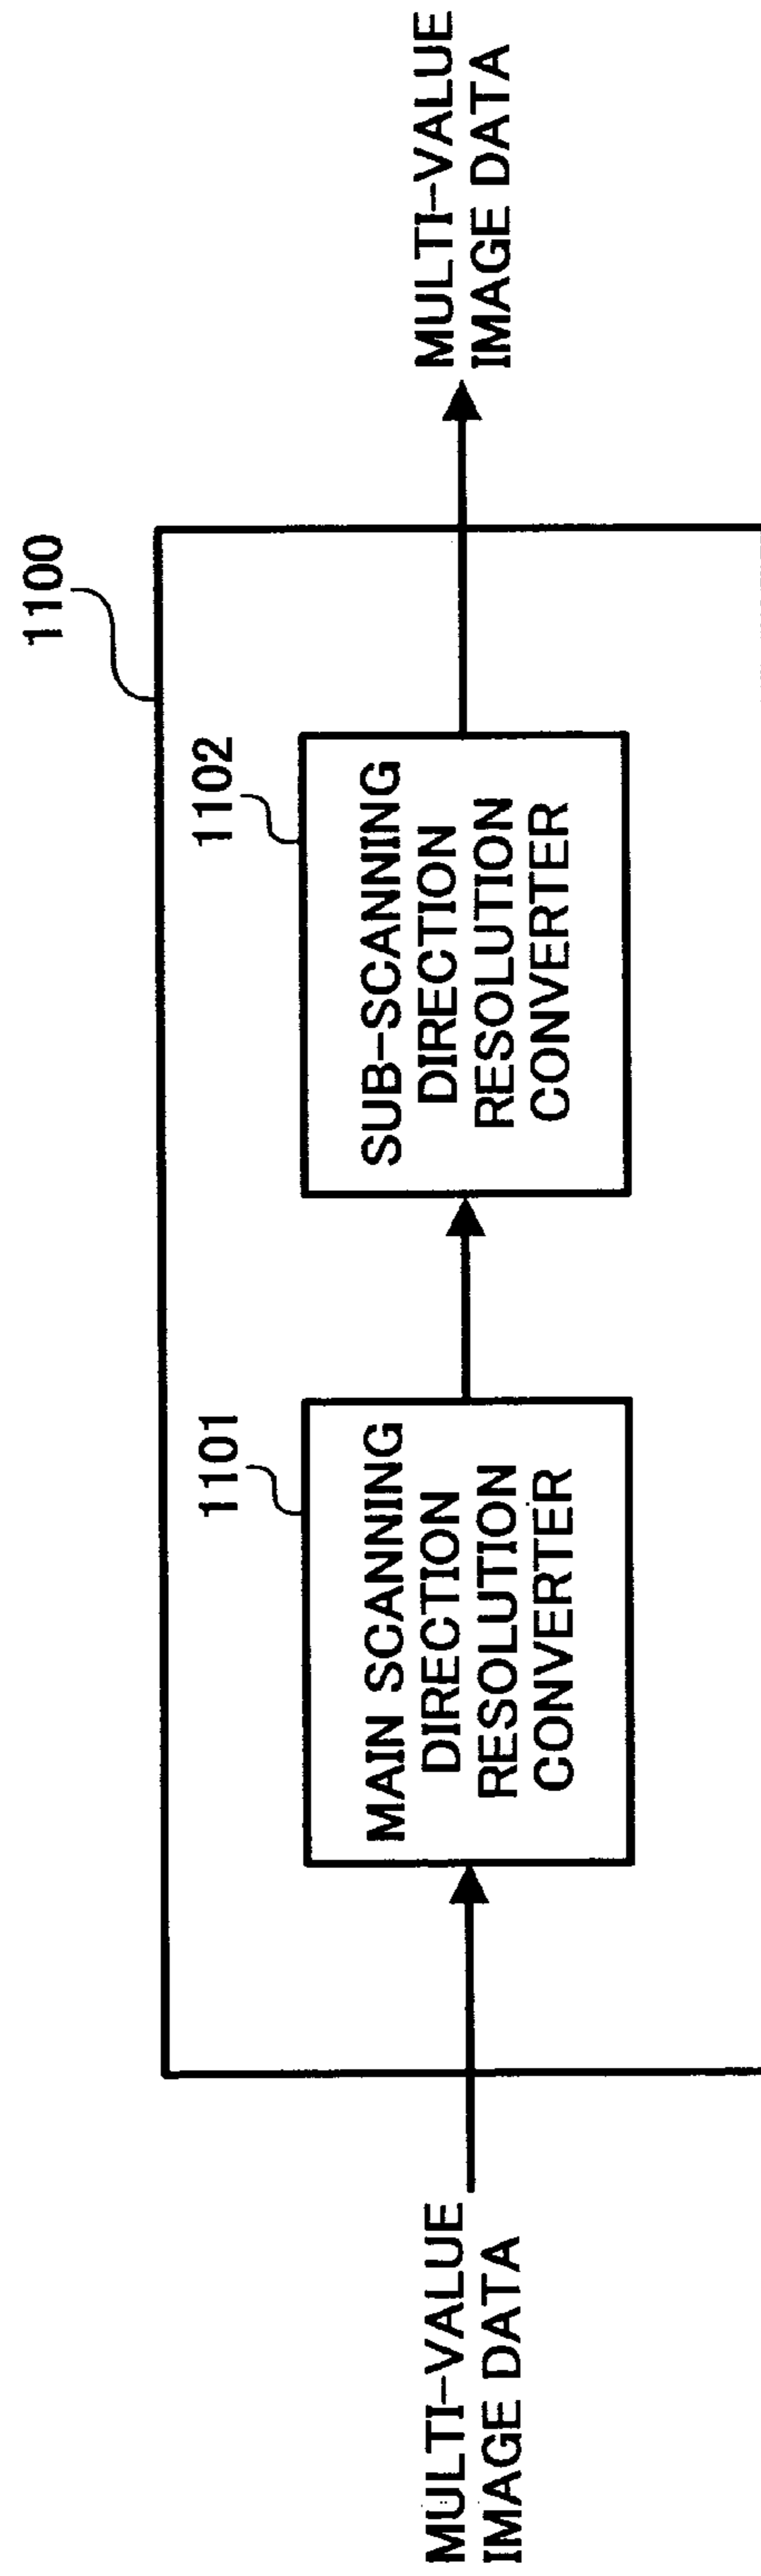 1100
1101
1102
MULTI-VALUE
IMAGE DATA
MAIN SCANNING
DIRECTION
RESOLUTION
CONVERTER
SUB-SCANNING
DIRECTION
RESOLUTION
CONVERTER
MULTI-VALUE
IMAGE DATA